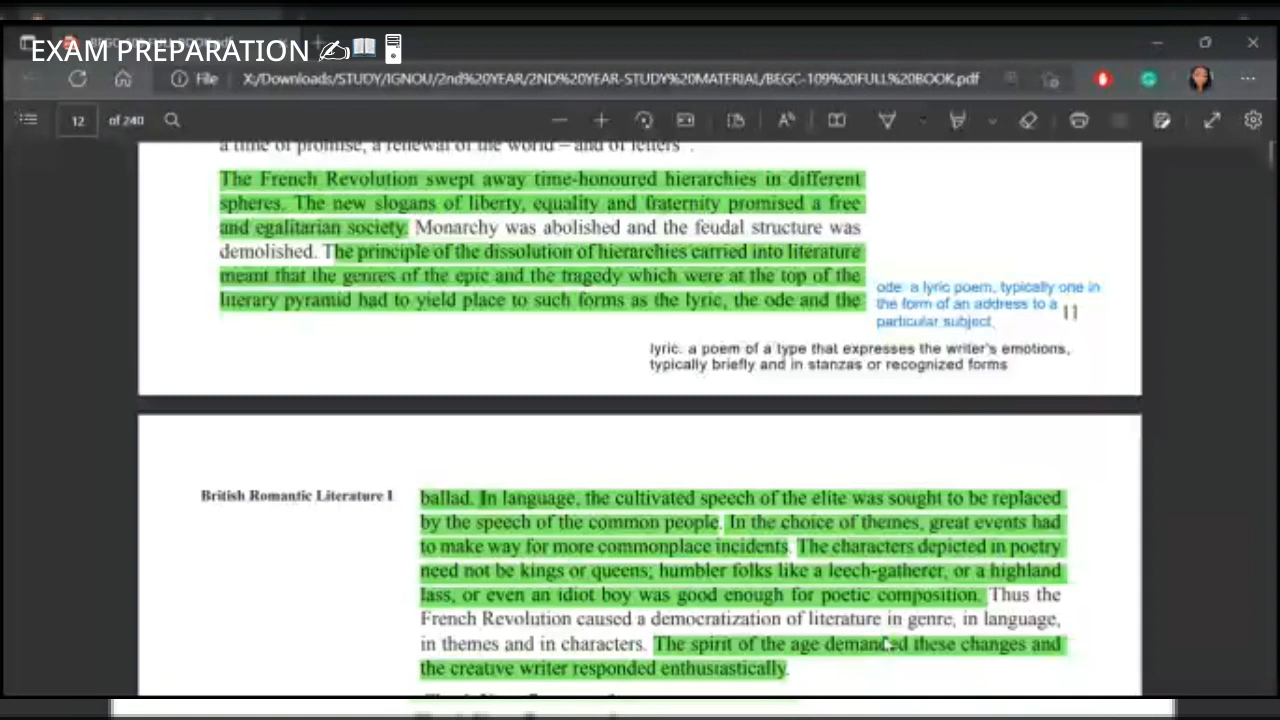 EXAM PREPARATION ✍📖🖥
File X:/Downloads/STUDY/IGNOU/2nd%20YEAR/2ND%20YEAR-STUDY%20MATERIAL/BEGC-109%20FULL%20BOOK.pdf
12 of 240
a time of promise, a renewal of the world – and of letters".
The French Revolution swept away time-honoured hierarchies in different
spheres. The new slogans of liberty, equality and fraternity promised a free
and egalitarian society. Monarchy was abolished and the feudal structure was
demolished. The principle of the dissolution of hierarchies carried into literature
meant that the genres of the epic and the tragedy which were at the top of the
literary pyramid had to yield place to such forms as the lyric, the ode and the
ode: a lyric poem, typically one in
the form of an address to a
particular subject
11
lyric: a poem of a type that expresses the writer's emotions,
typically briefly and in stanzas or recognized forms
British Romantic Literature I
ballad. In language, the cultivated speech of the elite was sought to be replaced
by the speech of the common people. In the choice of themes, great events had
to make way for more commonplace incidents. The characters depicted in poetry
need not be kings or queens; humbler folks like a leech-gatherer, or a highland
lass, or even an idiot boy was good enough for poetic composition. Thus the
French Revolution caused a democratization of literature in genre, in language,
in themes and in characters. The spirit of the age demanded these changes and
the creative writer responded enthusiastically.